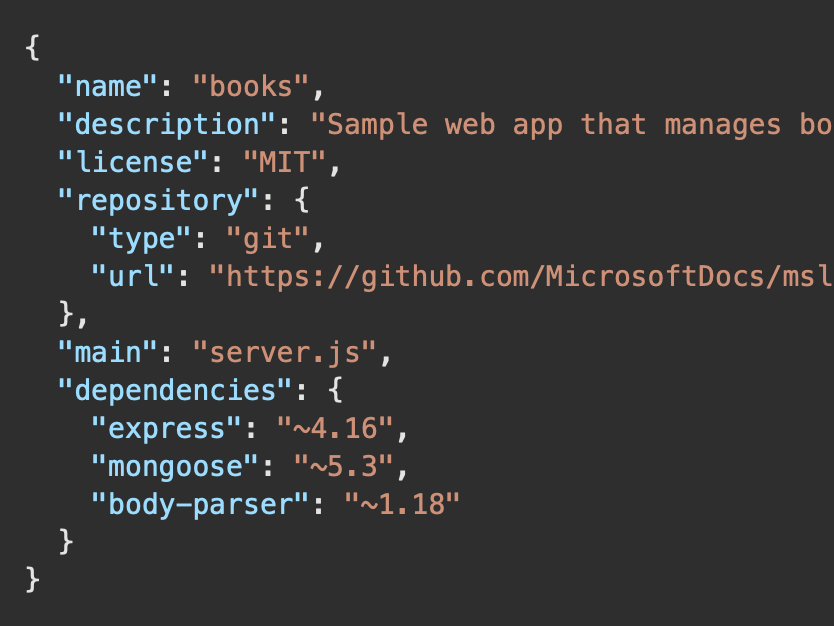 {
  "name": "books",
  "description": "Sample web app that manages
  "license": "MIT",
  "repository": {
    "type": "git",
    "url": "https://github.com/MicrosoftDocs/msl
  },
  "main": "server.js",
  "dependencies": {
    "express": "~4.16",
    "mongoose": "~5.3",
    "body-parser": "~1.18"
  }
}